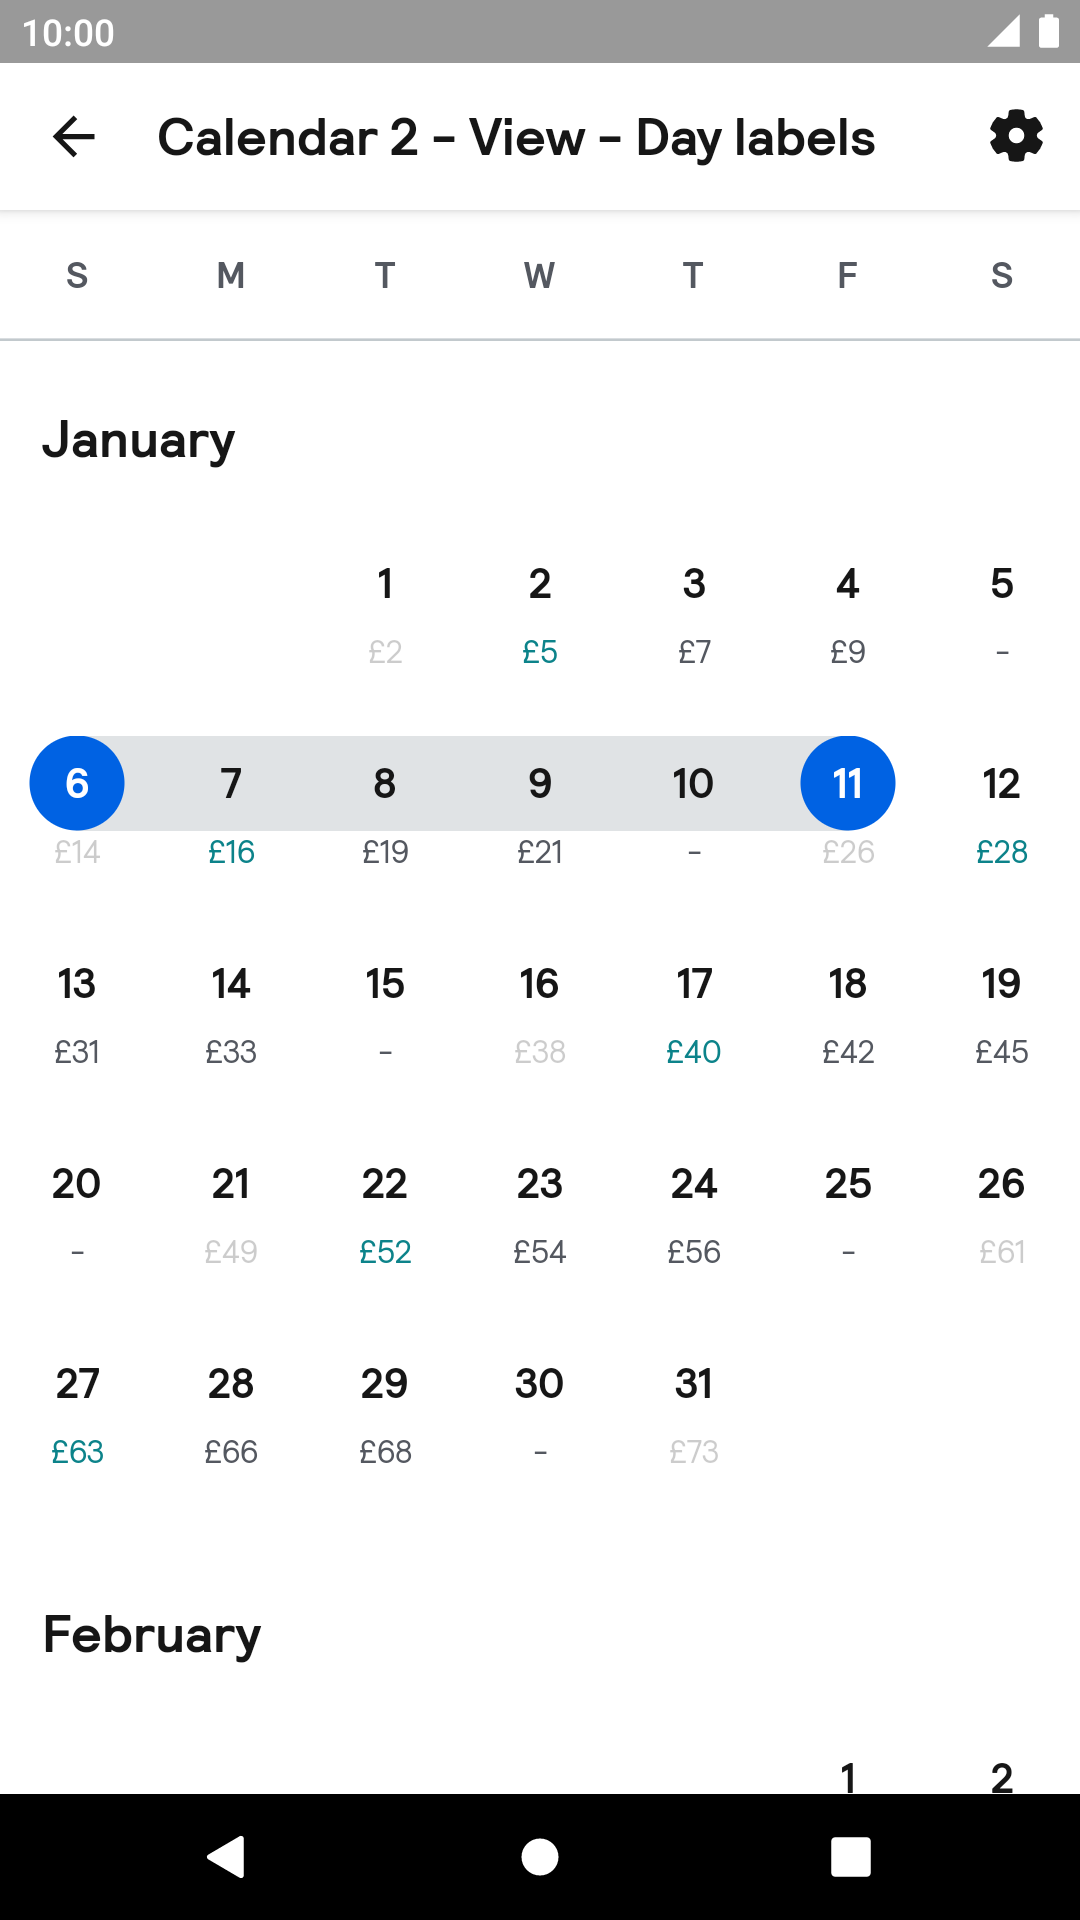 10:00
Calendar 2 – View – Day labels
S M T W T F S
January
1 2 3 4 5
£2 £5 £7 £9 -
6 7 8 9 10 11 12
£14 £16 £19 £21 - £26 £28
13 14 15 16 17 18 19
£31 £33 - £38 £40 £42 £45
20 21 22 23 24 25 26
- £49 £52 £54 £56 - £61
27 28 29 30 31
£63 £66 £68 - £73
February
1 2